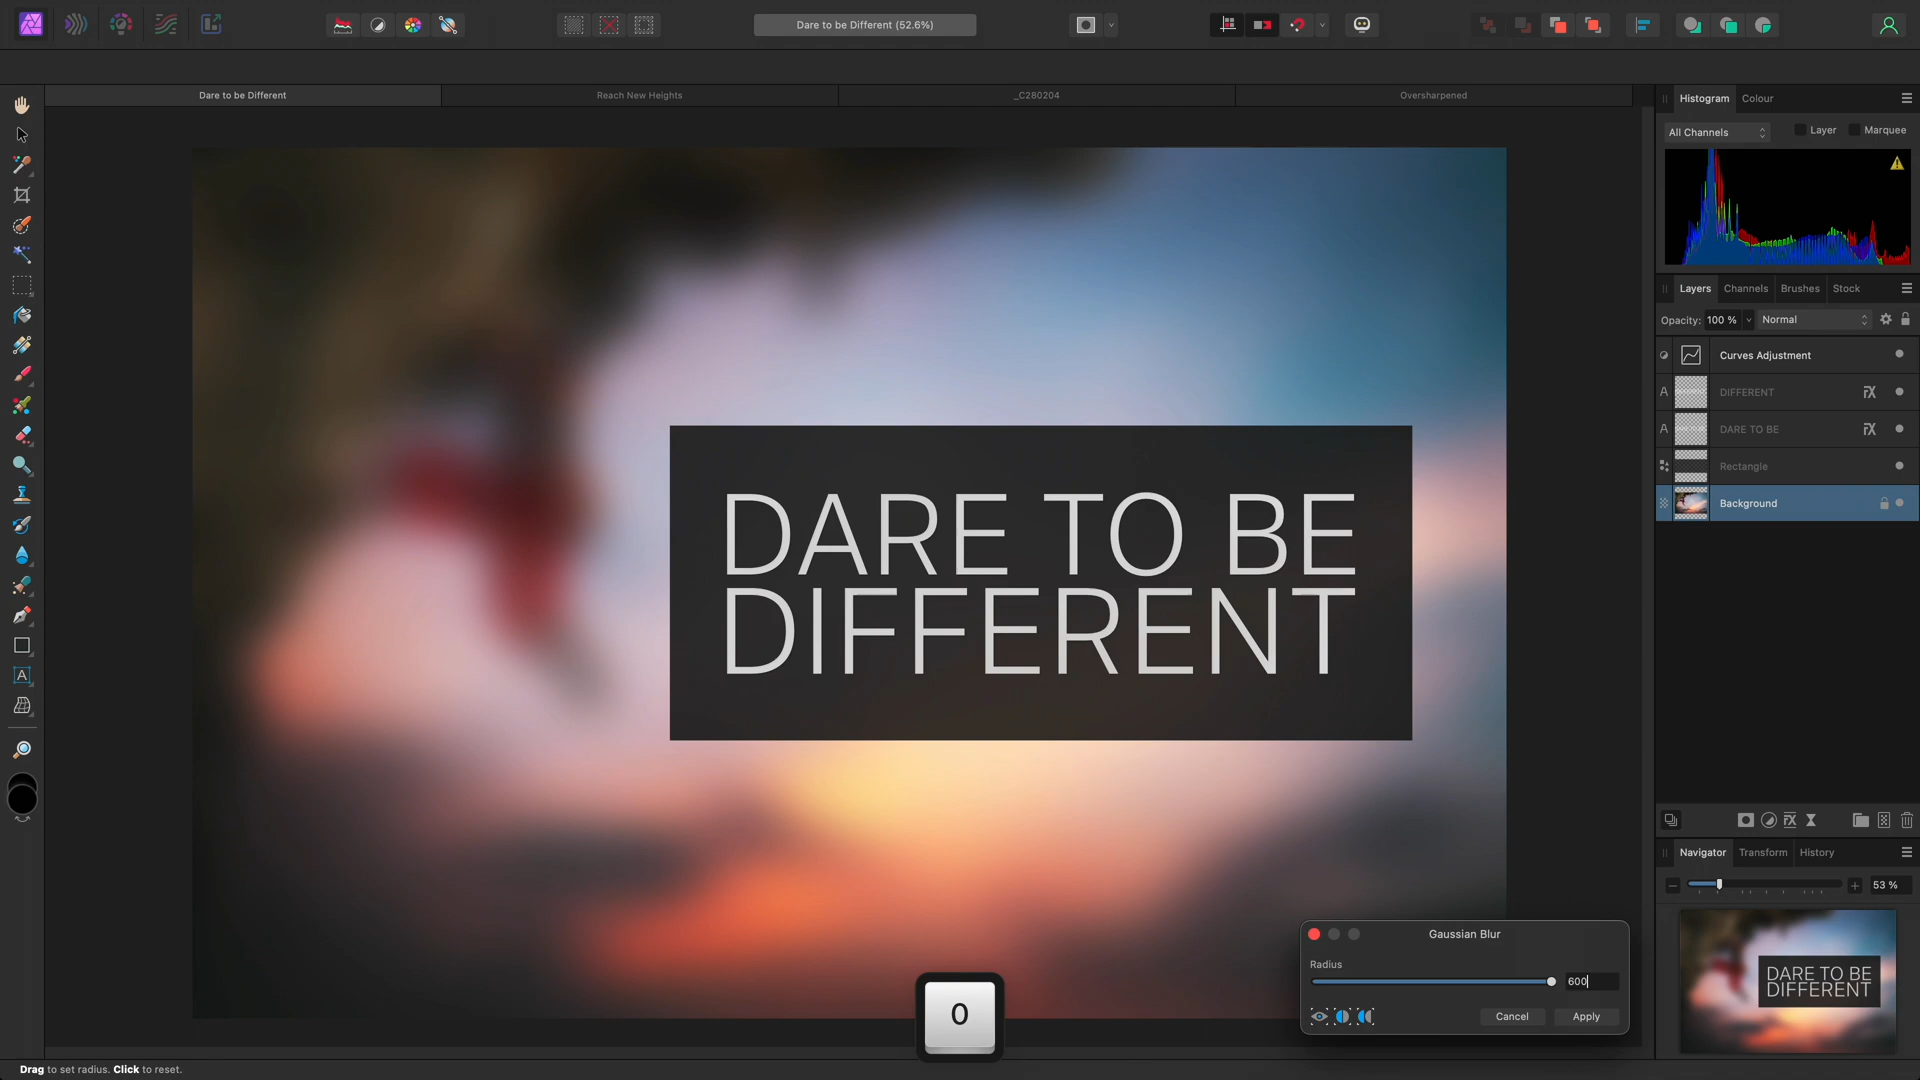 Dare to be Different (52.6%)
Dare to be Different
Reach New Heights
_C280204
Oversharpened
Histogram
Colour
All Channels
Layer
Marquee
Layers
Channels
Brushes
Stock
Opacity: 100 %
Normal
Curves Adjustment
A
DIFFERENT
A
DARE TO BE
Rectangle
Background
DARE TO BE
DIFFERENT
A
Navigator
Transform
History
53 %
DARE TO BE
DIFFERENT
Gaussian Blur
Radius
600
Cancel
Apply
0
Drag to set radius. Click to reset.